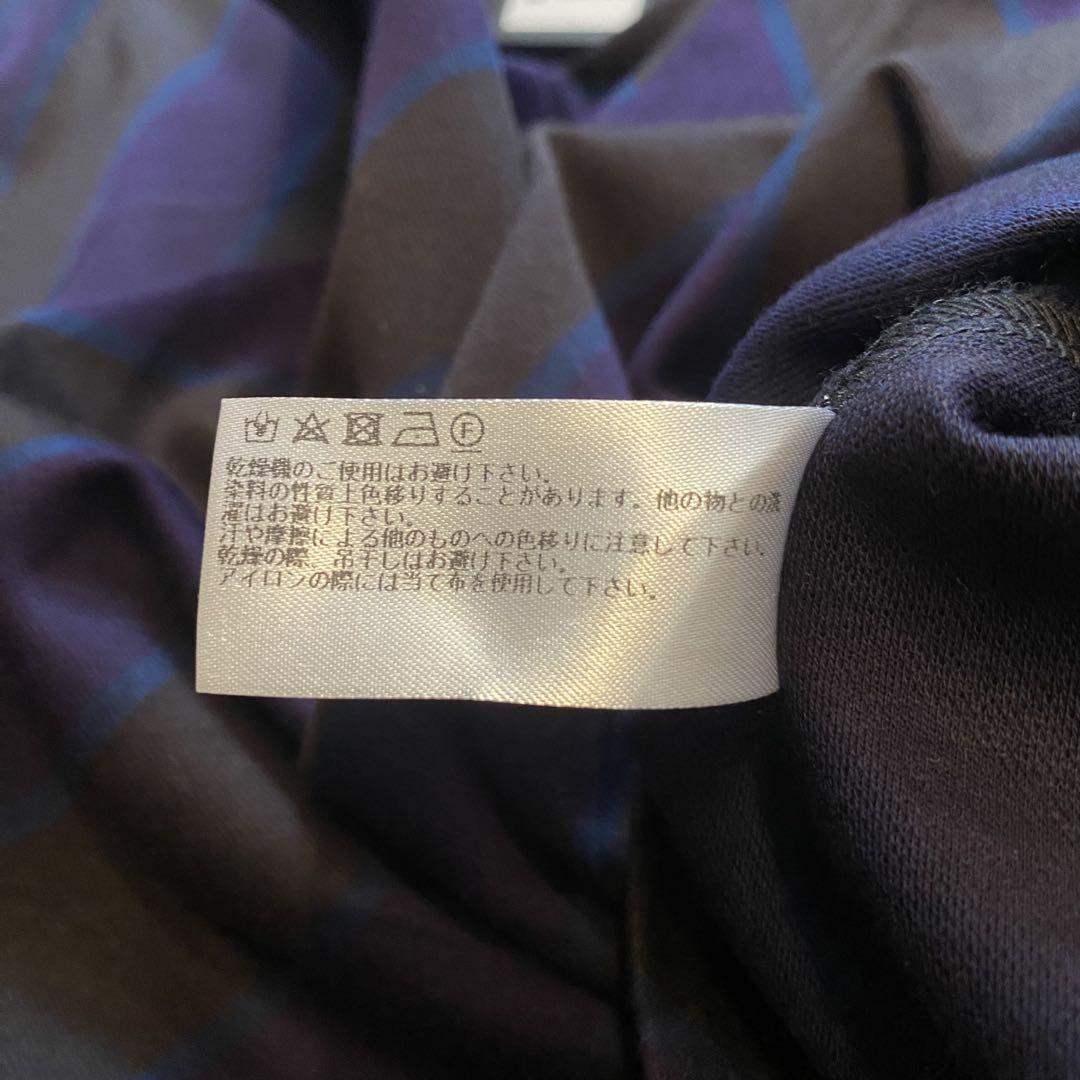 Ⓕ
乾燥機のご使用はお避け下さい。
染料の性質上色移りすることがあります。他の物との洗
濯はお避け下さい。
汗や摩擦による他のものへの色移りに注意して下さい。
乾燥の際、吊干しはお避け下さい。
アイロンの際には当て布を使用して下さい。